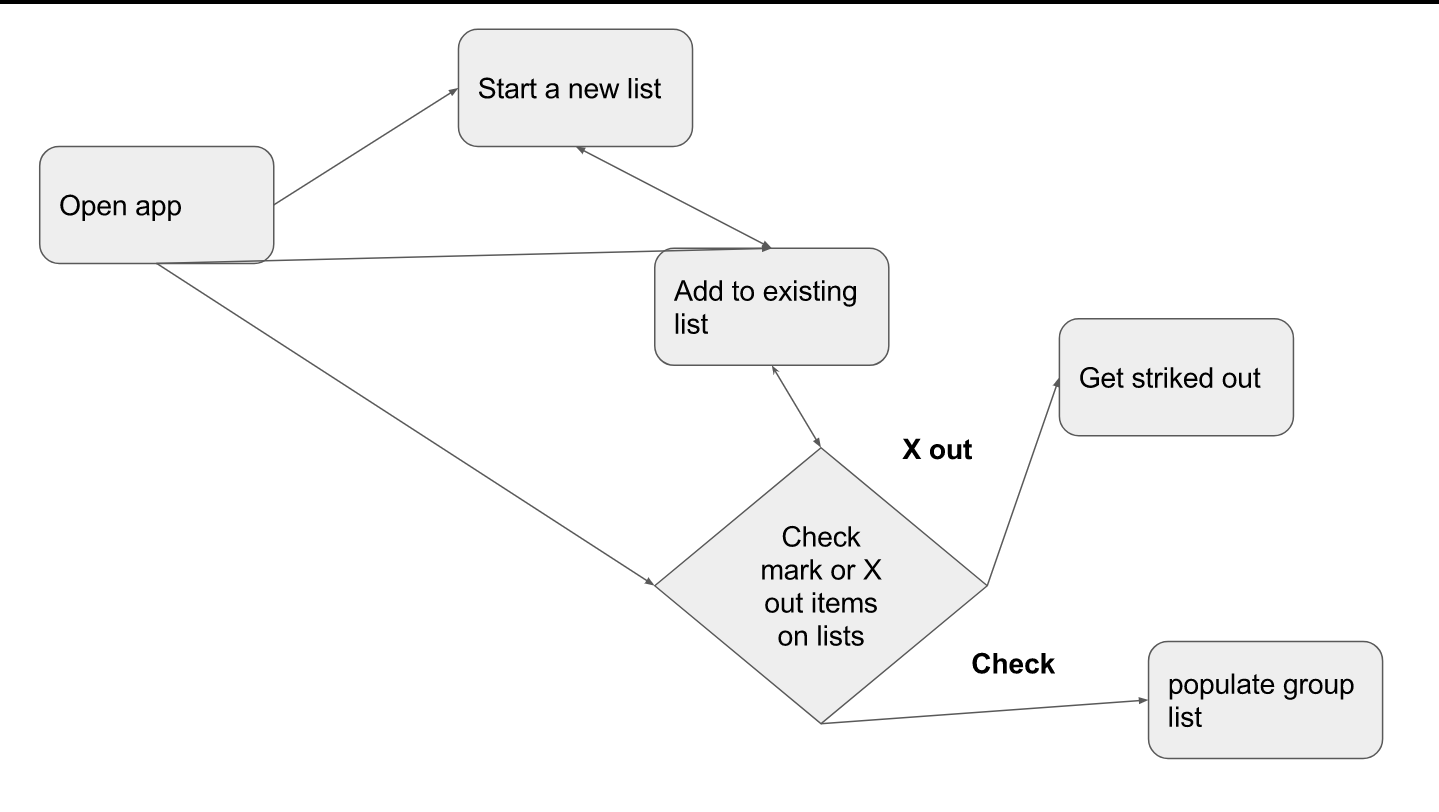 Start a new list
Open app
Add to existing
list
Get striked out
X out
Check
mark or X
out items
on lists
Check
populate group
list